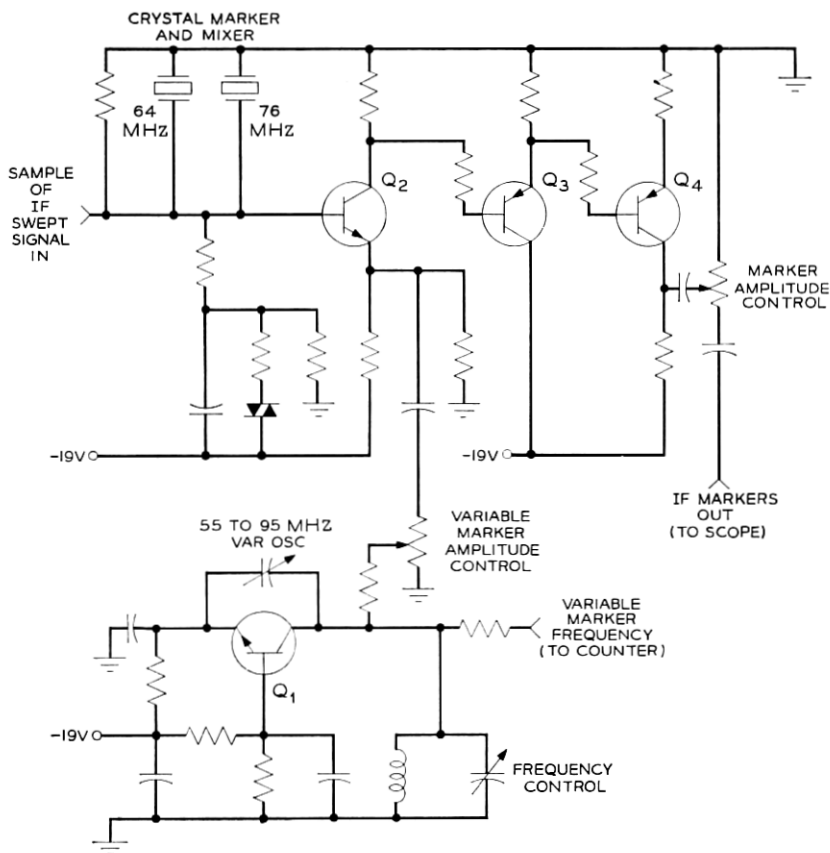 CRYSTAL MARKER
AND MIXER
64
MHz
76
MHz
SAMPLE
OF
IF
SWEPT
SIGNAL
IN
Q2
Q3
Q4
MARKER
AMPLITUDE
CONTROL
-19V
-19V
IF MARKERS
OUT
(TO SCOPE)
55 TO 95 MHz
VAR OSC
VARIABLE
MARKER
AMPLITUDE
CONTROL
VARIABLE
MARKER
FREQUENCY
(TO COUNTER)
Q1
-19V
FREQUENCY
CONTROL